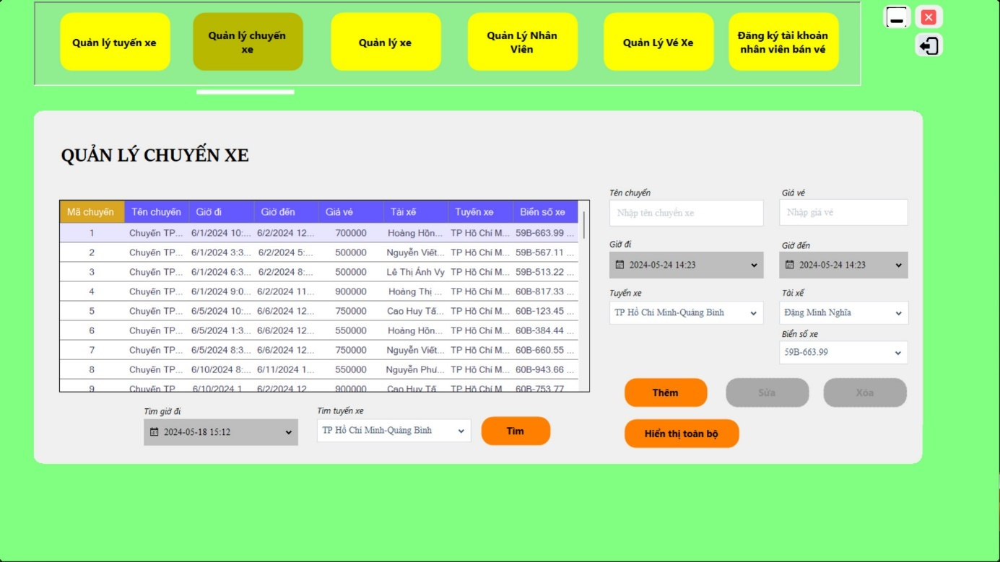 Quản lý tuyến xe
Quản lý chuyến
xe
Quản lý xe
Quản Lý Nhân
Viên
Quản Lý Vé Xe
Đăng ký tài khoản
nhân viên bán vé
QUẢN LÝ CHUYẾN XE
Mã chuyến Tên chuyến Giờ đi Giờ đến Giá vé Tài xế Tuyến xe Biển số xe
1 Chuyến TP... 6/1/2024 10:... 6/2/2024 12... 700000 Hoàng Hồn... TP Hồ Chí M... 59B-663.99 ...
2 Chuyến TP... 6/1/2024 3:3... 6/2/2024 5:... 500000 Nguyễn Viết... TP Hồ Chí M... 59B-567.11 ...
3 Chuyến TP... 6/1/2024 6:3... 6/2/2024 8:... 500000 Lê Thị Ánh Vy TP Hồ Chí M... 59B-513.22 ...
4 Chuyến TP... 6/1/2024 9:0... 6/2/2024 11... 900000 Hoàng Thị ... TP Hồ Chí M... 60B-817.33 ...
5 Chuyến TP... 6/5/2024 10:... 6/6/2024 12... 750000 Cao Huy Tấ... TP Hồ Chí M... 60B-123.45 ...
6 Chuyến TP... 6/5/2024 1:3... 6/6/2024 12... 550000 Hoàng Hồn... TP Hồ Chí M... 60B-384.44 ...
7 Chuyến TP... 6/5/2024 8:3... 6/6/2024 12... 750000 Nguyễn Viết... TP Hồ Chí M... 60B-660.55 ...
8 Chuyến TP... 6/10/2024 8:... 6/11/2024 1... 550000 Nguyễn Phư... TP Hồ Chí M... 60B-943.66 ...
9 Chuyến TP 6/10/2024 1 6/2/2024 12 900000 Cao Huy Tấ TP Hồ Chí M 60B-753.77
Tìm giờ đi
2024-05-18 15:12
Tìm tuyến xe
TP Hồ Chí Minh-Quảng Bình
Tìm
Tên chuyến
Nhập tên chuyến xe
Giá vé
Nhập giá vé
Giờ đi
2024-05-24 14:23
Giờ đến
2024-05-24 14:23
Tuyến xe
TP Hồ Chí Minh-Quảng Bình
Tài xế
Đặng Minh Nghĩa
Biển số xe
59B-663.99
Thêm
Sửa
Xóa
Hiển thị toàn bộ